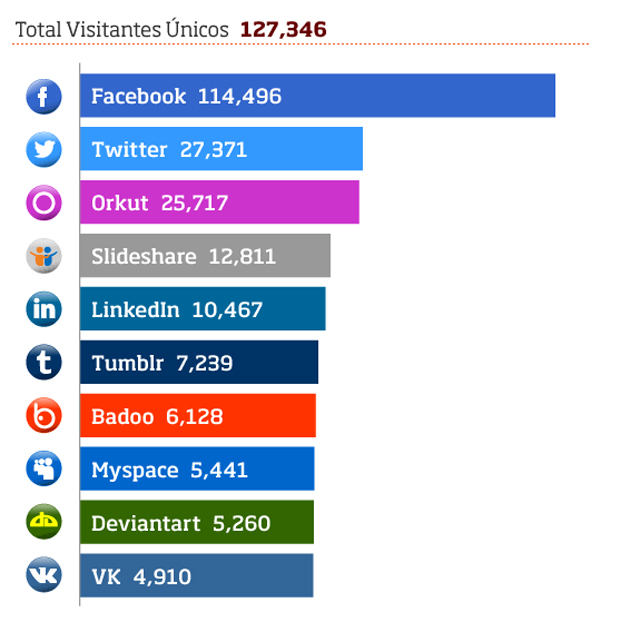 Total Visitantes Únicos 127,346
Facebook 114,496
Twitter 27,371
Orkut 25,717
Slideshare 12,811
LinkedIn 10,467
Tumblr 7,239
Badoo 6,128
Myspace 5,441
Deviantart 5,260
VK 4,910